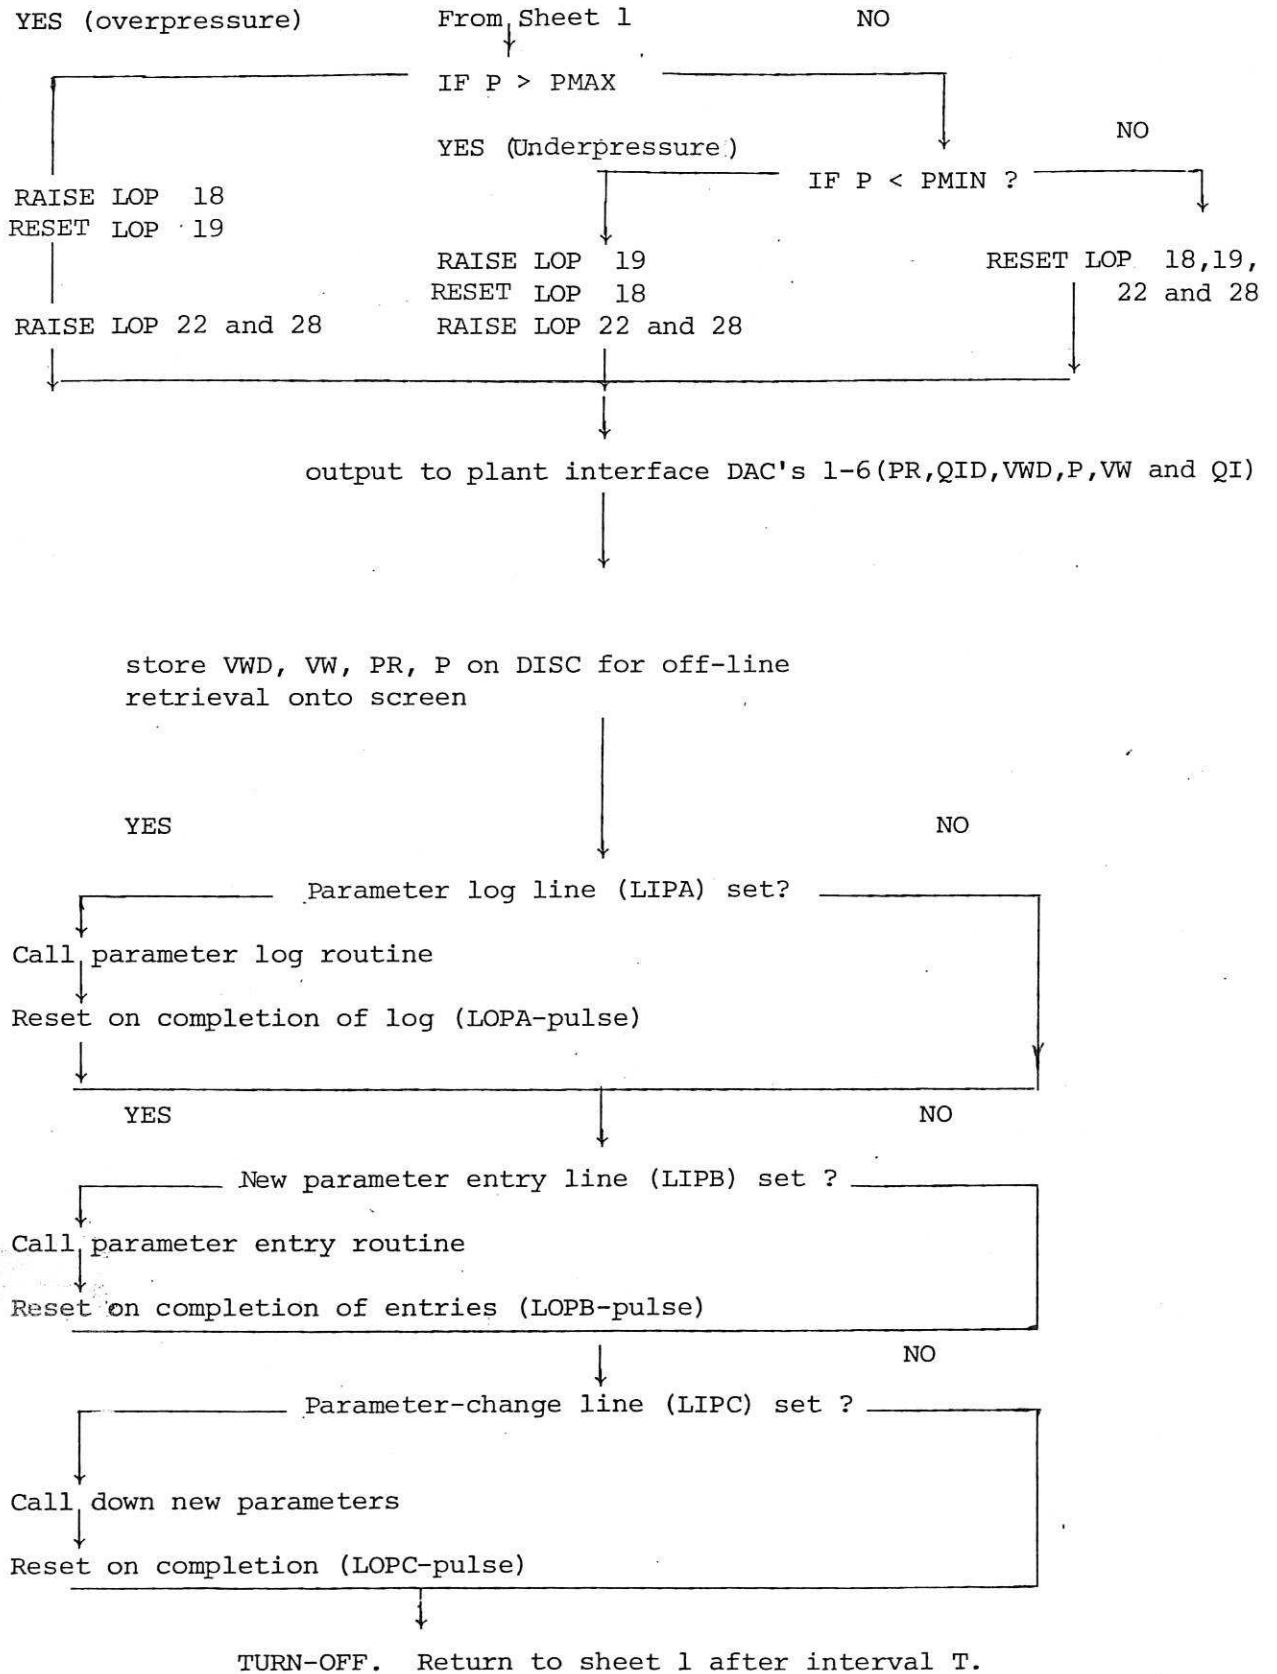 YES (overpressure) From Sheet 1 NO
IF P > PMAX
NO
YES (Underpressure)
IF P < PMIN ?
RAISE LOP 18
RESET LOP 19
RAISE LOP 19
RESET LOP 18,19,
RESET LOP 18
22 and 28
RAISE LOP 22 and 28
RAISE LOP 22 and 28
output to plant interface DAC's 1-6(PR,QID,VWD,P,VW and QI)
store VWD, VW, PR, P on DISC for off-line
retrieval onto screen
YES NO
Parameter log line (LIPA) set?
Call parameter log routine
Reset on completion of log (LOPA-pulse)
YES NO
New parameter entry line (LIPB) set ?
Call parameter entry routine
Reset on completion of entries (LOPB-pulse)
NO
Parameter-change line (LIPC) set ?
Call down new parameters
Reset on completion (LOPC-pulse)
TURN-OFF. Return to sheet 1 after interval T.